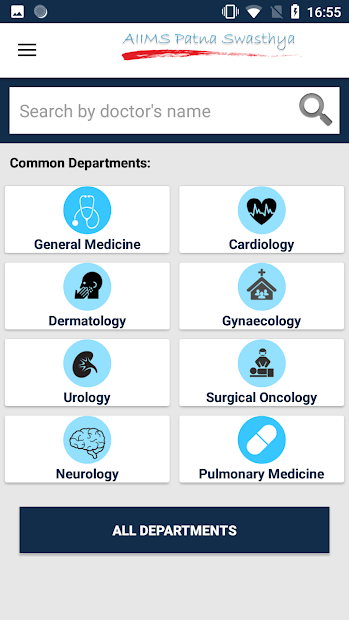 16:55
AIIMS Patna Swasthya
Search by doctor's name
Common Departments:
General Medicine
Cardiology
Dermatology
Gynaecology
Urology
Surgical Oncology
Neurology
Pulmonary Medicine
ALL DEPARTMENTS